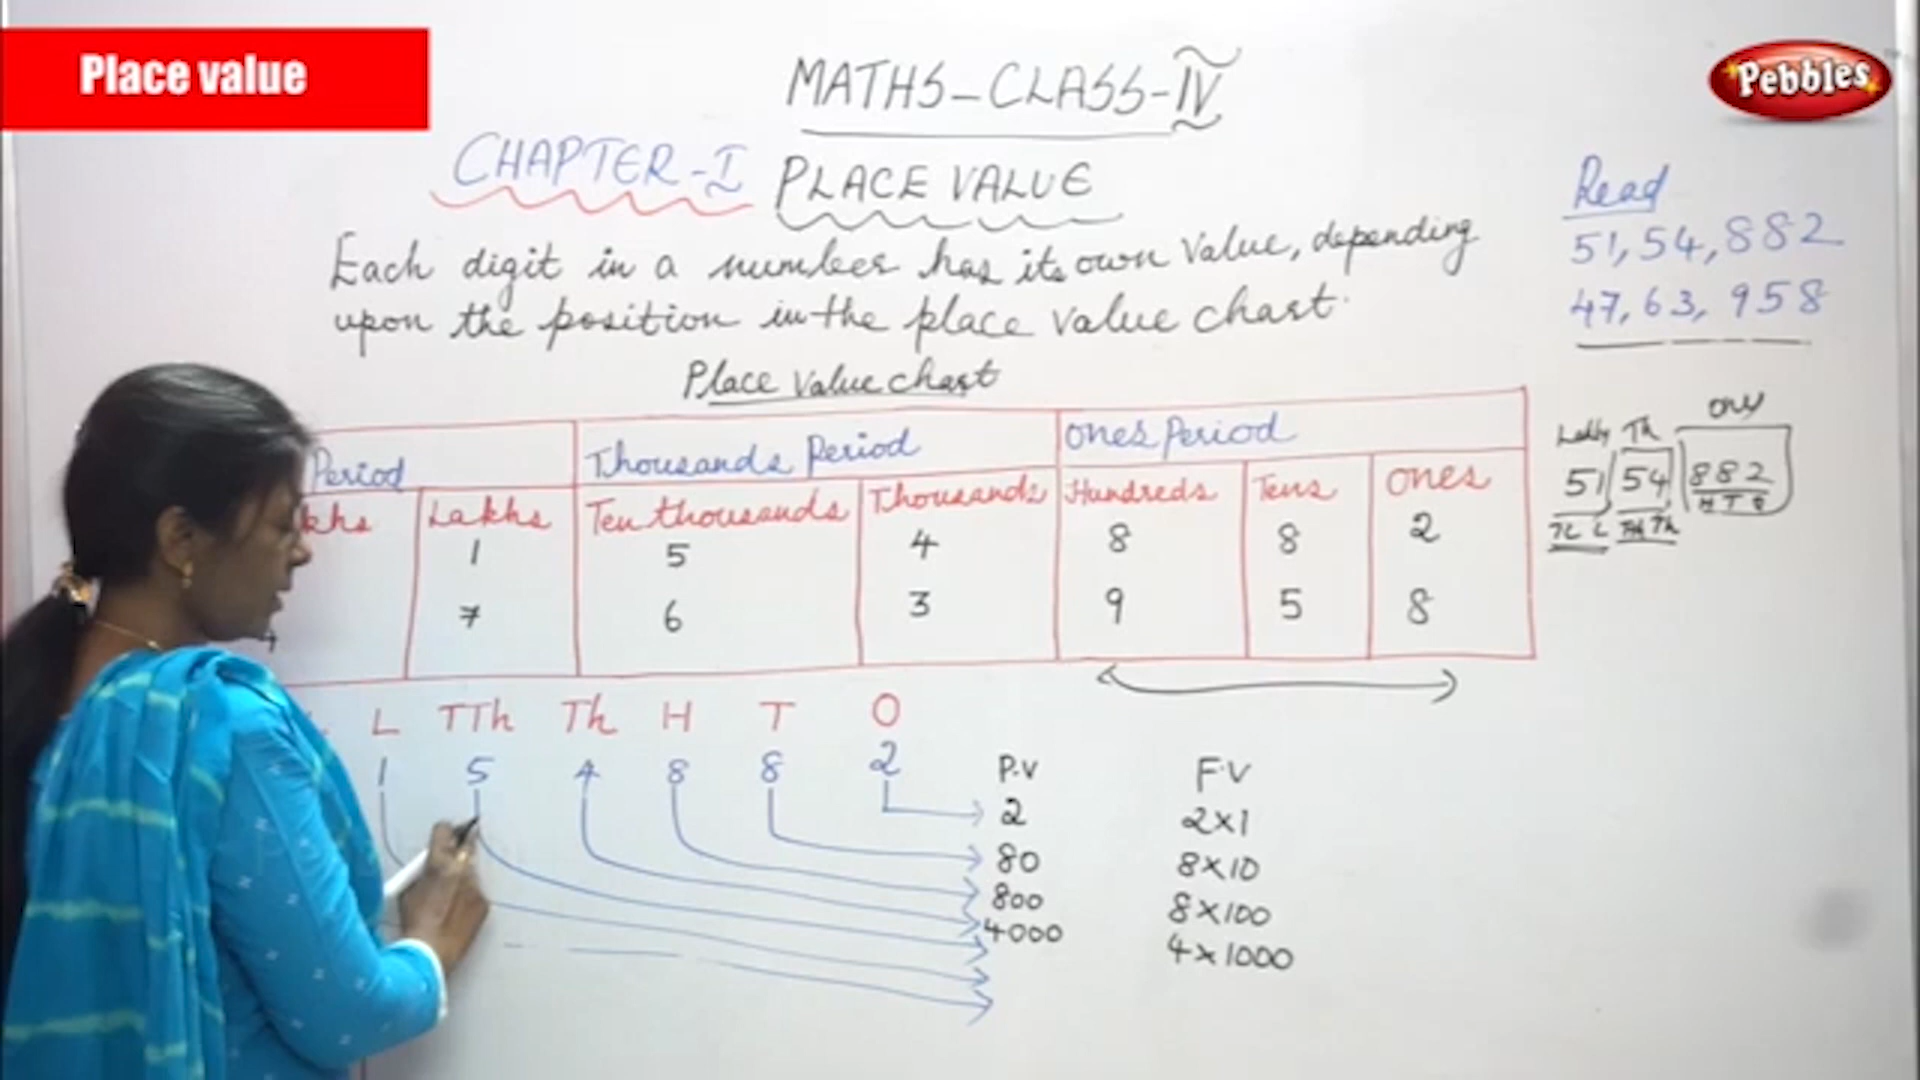 Place value
MATHS-CLASS-IV
Pebbles
CHAPTER-I PLACE VALUE
Each digit in a number has its own value, depending
upon the position in the place value chart.
Place Value chart
Read
51,54,882
47,63,958
Period Thousands Period Ones Period
khs Lakhs Ten thousands Thousands Hundreds Tens Ones
1 5 4 8 8 2
7 6 3 9 5 8
Th
51 54 882
TL L TTh Th H T O
L TTh Th H T O
1 5 4 8 8 2
P.V F.V
2 2×1
80 8×10
800 8×100
4000 4×1000